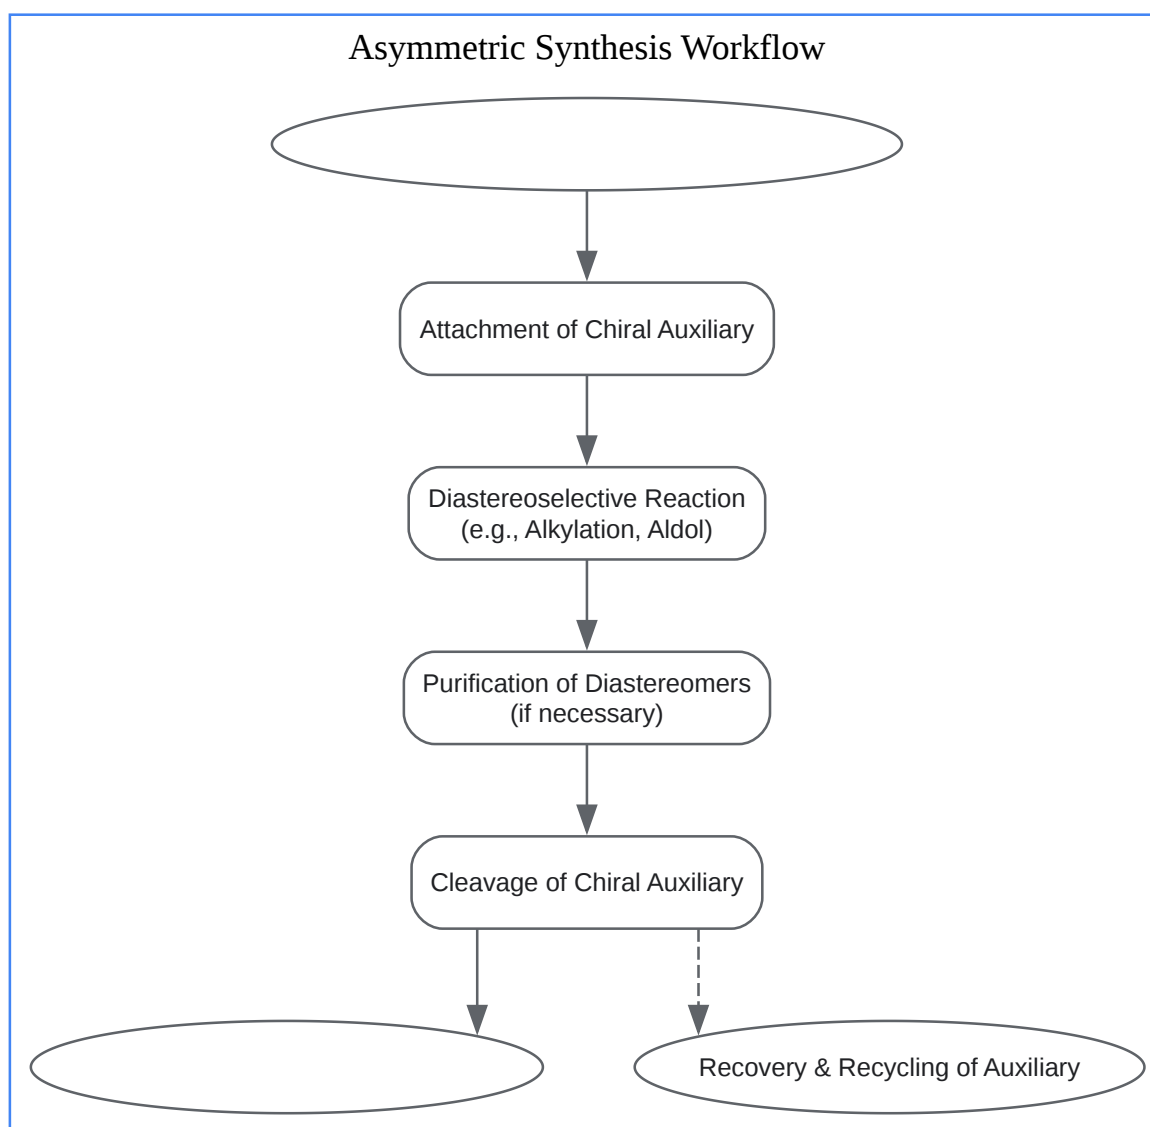 Asymmetric Synthesis Workflow
Attachment of Chiral Auxiliary
Diastereoselective Reaction
(e.g., Alkylation, Aldol)
Purification of Diastereomers
(if necessary)
Cleavage of Chiral Auxiliary
Recovery & Recycling of Auxiliary